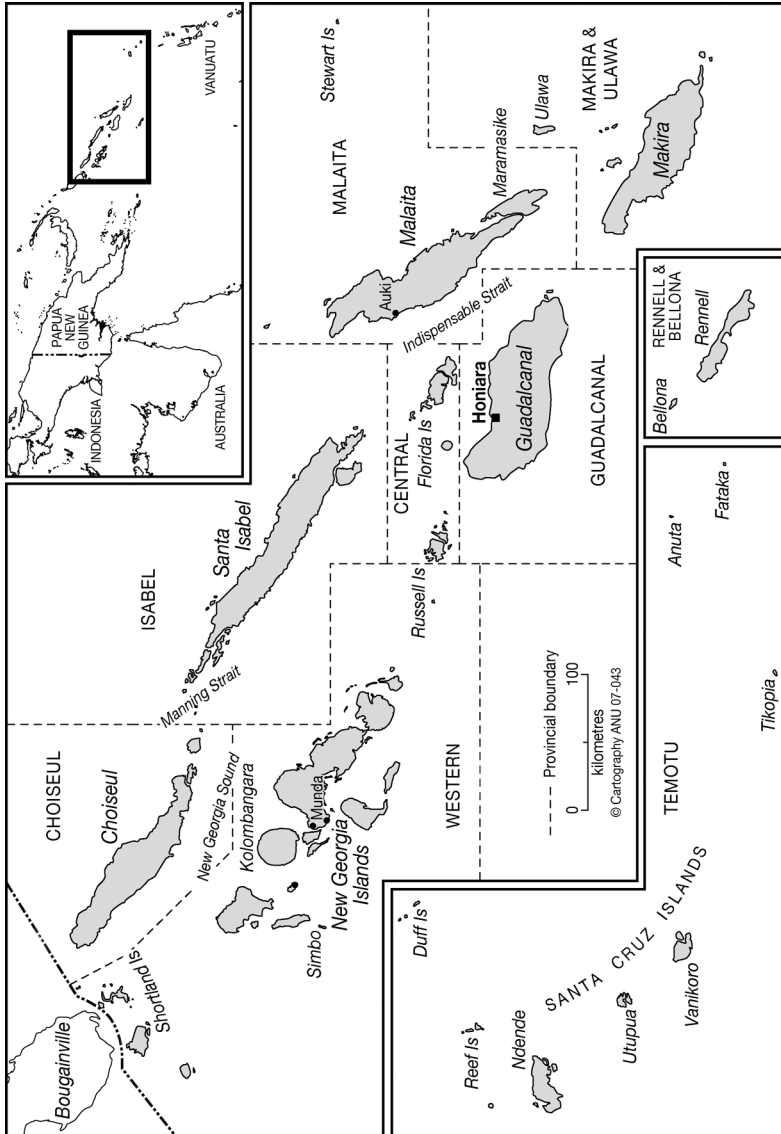 Bougainville
Shortland Is
CHOISEUL
Choiseul
Manning Strait
New Georgia Sound
Kolombangara
Munda
New Georgia
Islands
Simbo
WESTERN
ISABEL
Santa
Isabel
Russell Is
CENTRAL
Florida Is
MALAITA
Malaita
Auki
Maramasike
Indispensable Strait
Stewart Is
Ulawa
MAKIRA &
ULAWA
Makira
Honiara
Guadalcanal
GUADALCANAL
RENNELL &
BELLONA
Bellona
Rennell
Provincial boundary
0
100
kilometres
© Cartography ANU 07-043
TEMOTU
Duff Is
Reef Is
Ndende
SANTA CRUZ ISLANDS
Utupua
Vanikoro
Tikopia
Anuta
Fataka
INDONESIA
PAPUA
NEW
GUINEA
AUSTRALIA
VANUATU